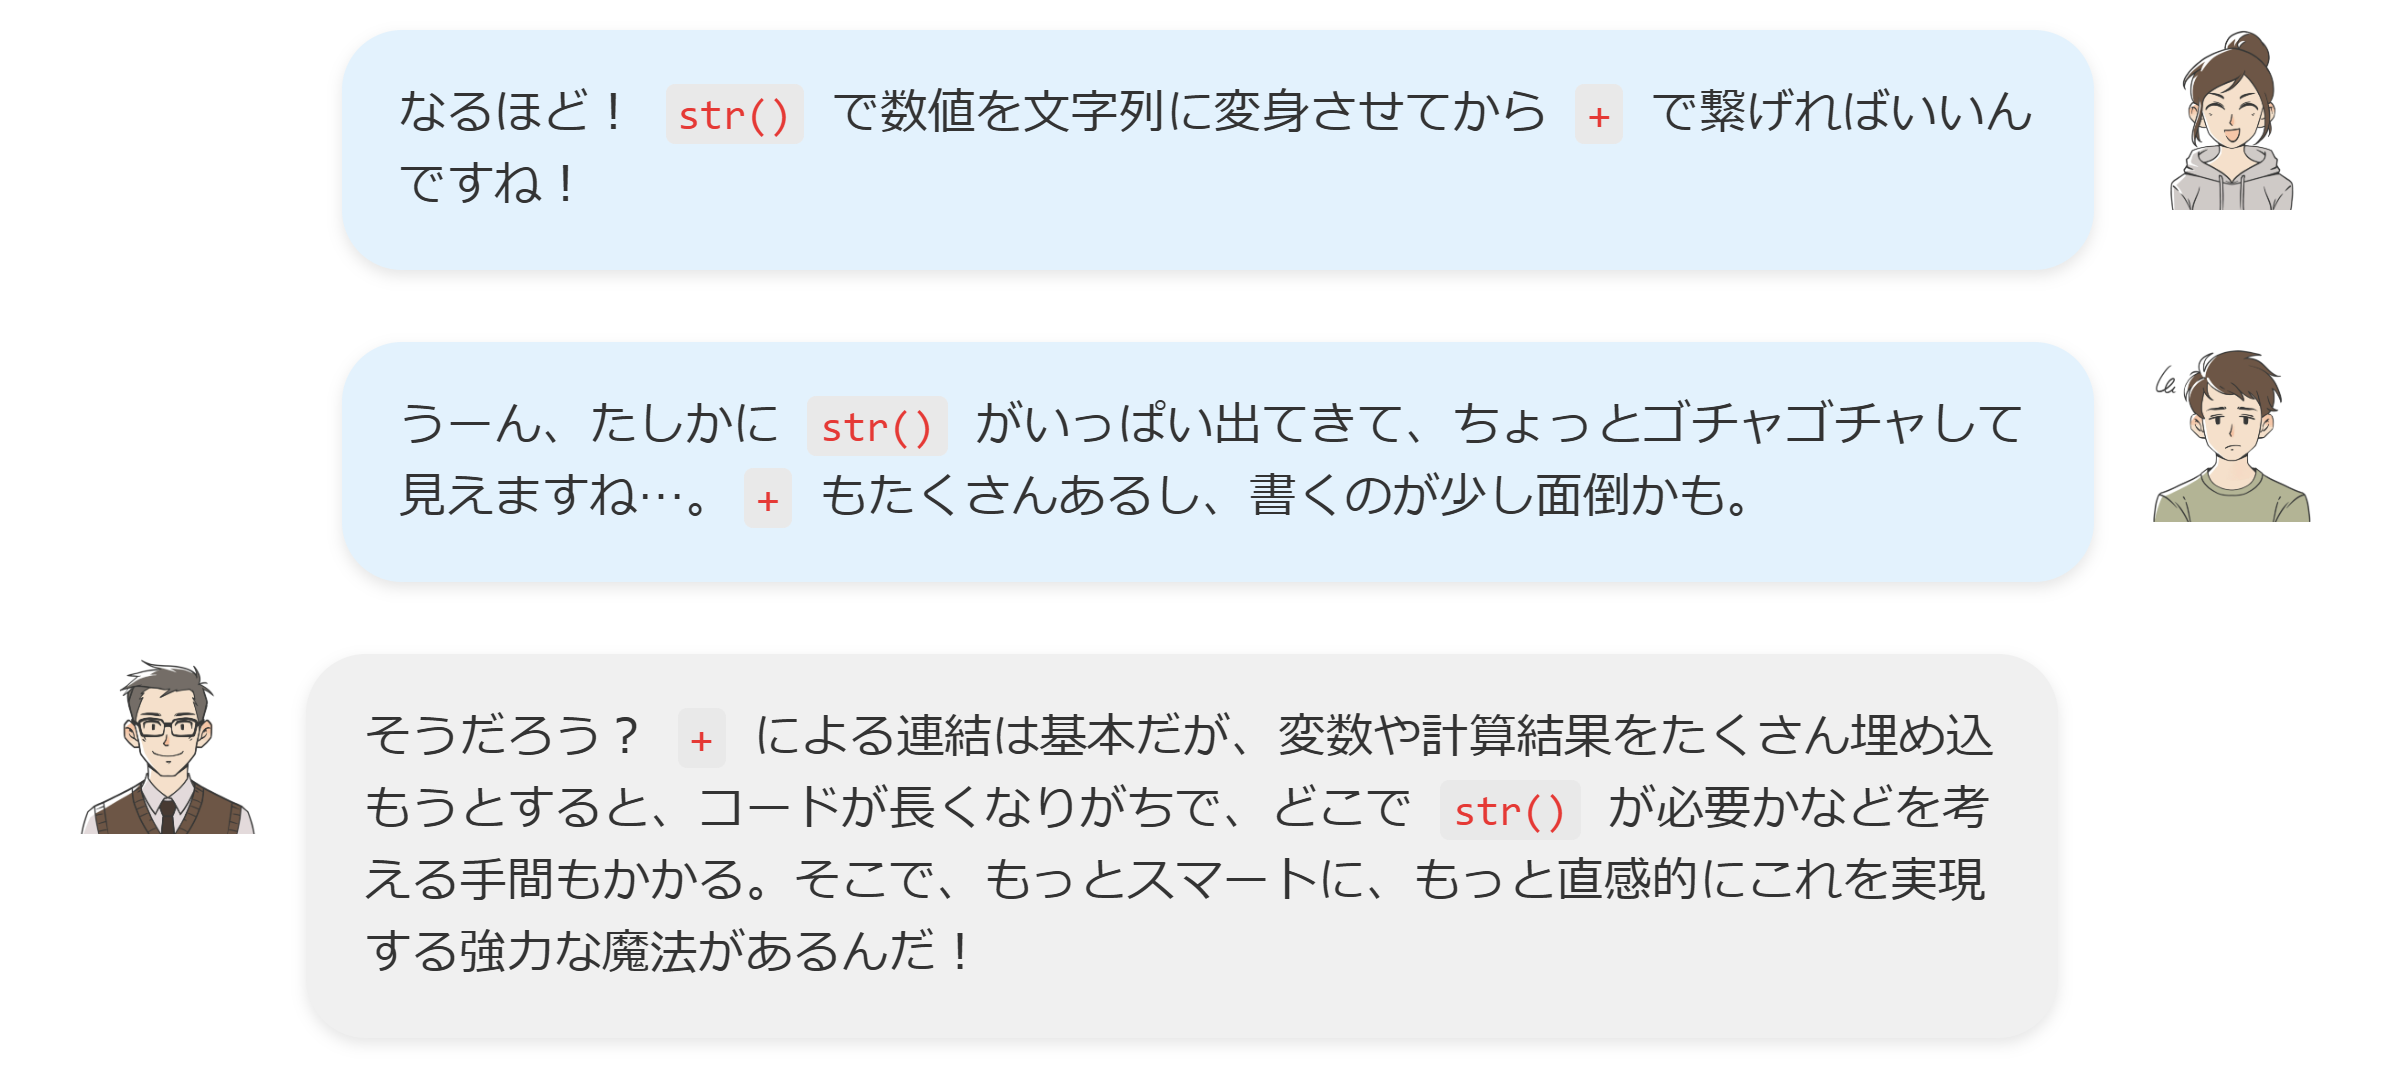 なるほど! str() で数値を文字列に変身させてから + で繋げればいいん
ですね!
うーん、たしかに str() がいっぱい出てきて、ちょっとゴチャゴチャして
見えますね…。 + もたくさんあるし、書くのが少し面倒かも。
そうだろう? + による連結は基本だが、変数や計算結果をたくさん埋め込
もうとすると、コードが長くなりがちで、どこで str() が必要かなどを考
える手間もかかる。そこで、もっとスマートに、もっと直感的にこれを実現
する強力な魔法があるんだ!